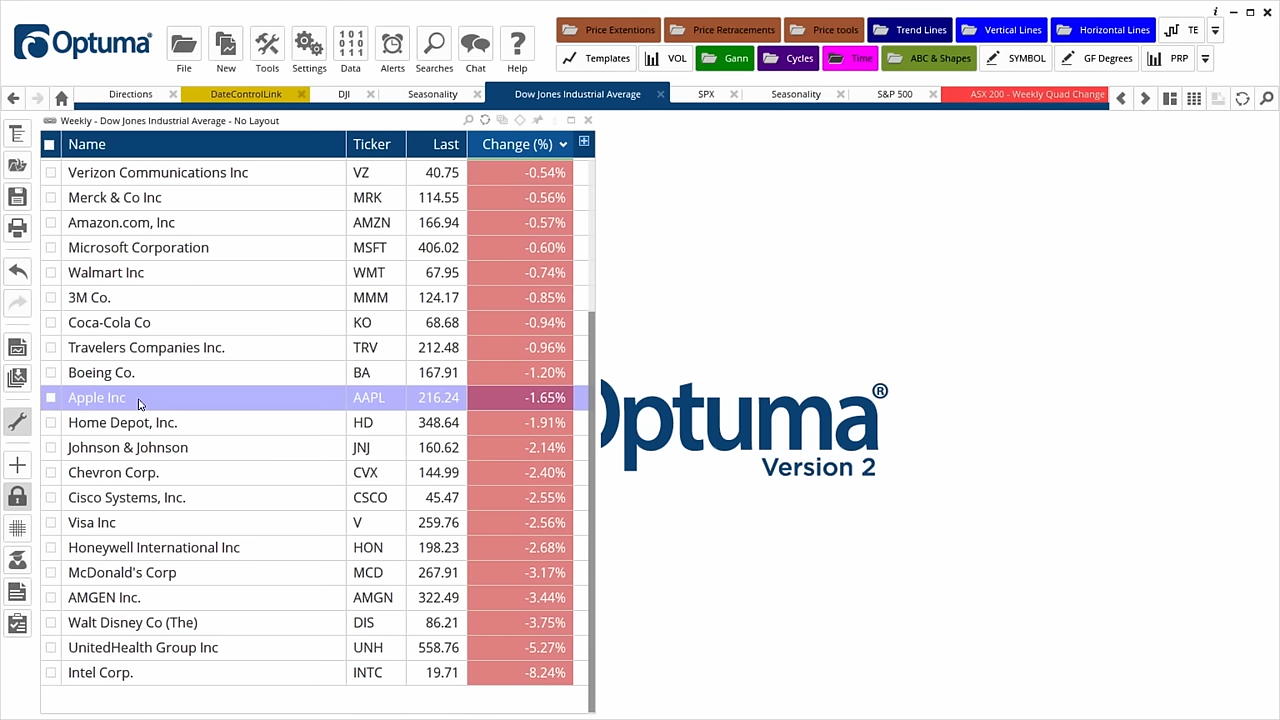 Optuma®
File
New
Tools
Settings
Data
Alerts
Searches
Chat
Help
Price Extentions
Price Retracements
Price tools
Trend Lines
Vertical Lines
Horizontal Lines
TE
Templates
VOL
Gann
Cycles
Time
ABC & Shapes
SYMBOL
GF Degrees
PRP
Directions
DateControlLink
DJI
Seasonality
Dow Jones Industrial Average
SPX
Seasonality
S&P 500
ASX 200 - Weekly Quad Change
Weekly - Dow Jones Industrial Average - No Layout
Name Ticker Last Change (%)
Verizon Communications Inc VZ 40.75 -0.54%
Merck & Co Inc MRK 114.55 -0.56%
Amazon.com, Inc AMZN 166.94 -0.57%
Microsoft Corporation MSFT 406.02 -0.60%
Walmart Inc WMT 67.95 -0.74%
3M Co. MMM 124.17 -0.85%
Coca-Cola Co KO 68.68 -0.94%
Travelers Companies Inc. TRV 212.48 -0.96%
Boeing Co. BA 167.91 -1.20%
Apple Inc AAPL 216.24 -1.65%
Home Depot, Inc. HD 348.64 -1.91%
Johnson & Johnson JNJ 160.62 -2.14%
Chevron Corp. CVX 144.99 -2.40%
Cisco Systems, Inc. CSCO 45.47 -2.55%
Visa Inc V 259.76 -2.56%
Honeywell International Inc HON 198.23 -2.68%
McDonald's Corp MCD 267.91 -3.17%
AMGEN Inc. AMGN 322.49 -3.44%
Walt Disney Co (The) DIS 86.21 -3.75%
UnitedHealth Group Inc UNH 558.76 -5.27%
Intel Corp. INTC 19.71 -8.24%
Optuma®
Version 2